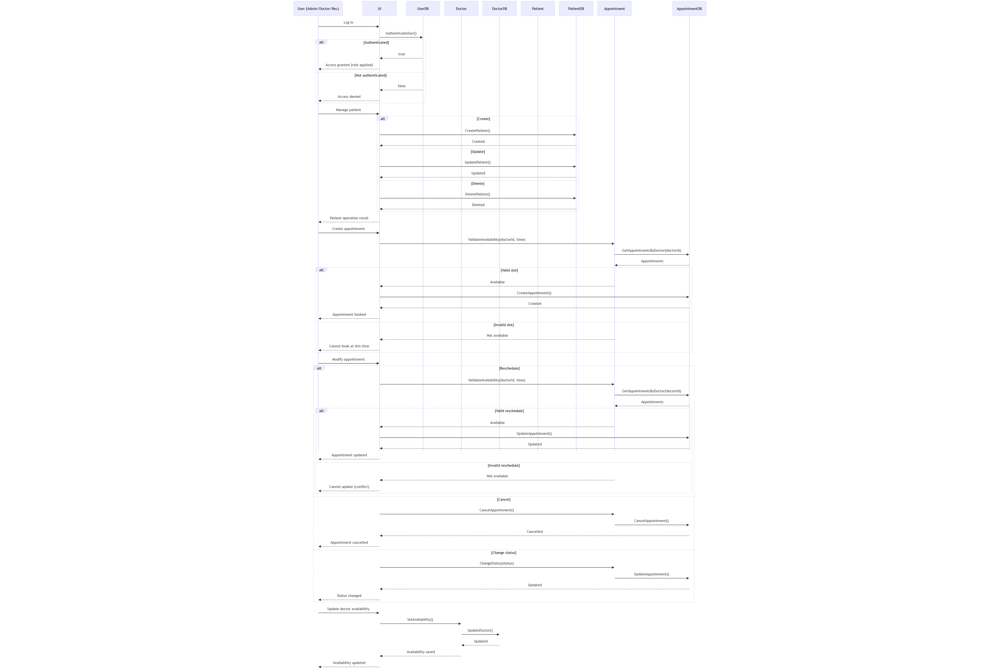 User (Admin/Doctor/Rec)
UI
UserDB
Doctor
DoctorDB
Patient
PatientDB
Appointment
AppointmentDB
Log in
AuthenticateUser()
alt
[Authenticated]
true
Access granted (role applied)
[Not authenticated]
false
Access denied
Manage patient
alt
[Create]
CreatePatient()
Created
[Update]
UpdatePatient()
Updated
[Delete]
DeletePatient()
Deleted
Patient operation result
Create appointment
ValidateAvailability(doctorId, time)
GetAppointmentsByDoctor(doctorId)
Appointments
alt
[Valid slot]
Available
CreateAppointment()
Created
Appointment booked
[Invalid slot]
Not available
Cannot book at this time
Modify appointment
alt
[Reschedule]
ValidateAvailability(doctorId, time)
GetAppointmentsByDoctor(doctorId)
Appointments
alt
[Valid reschedule]
Available
UpdateAppointment()
Updated
Appointment updated
[Invalid reschedule]
Not available
Cannot update (conflict)
[Cancel]
CancelAppointment()
CancelAppointment()
Cancelled
Appointment cancelled
[Change status]
ChangeStatus(status)
UpdateAppointment()
Updated
Status changed
Update doctor availability
SetAvailability()
UpdateDoctor()
Updated
Availability saved
Availability updated